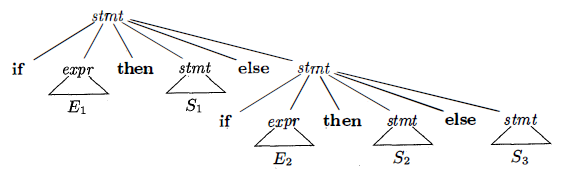 stmt
if expr then stmt else stmt
E₁ S₁
if expr then stmt else stmt
E₂ S₂ S₃